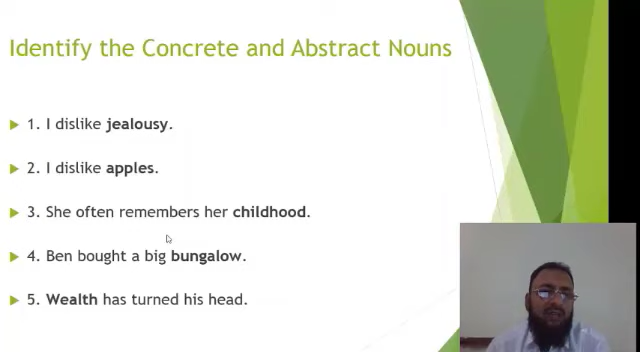 Identify the Concrete and Abstract Nouns
1. I dislike jealousy.
2. I dislike apples.
3. She often remembers her childhood.
4. Ben bought a big bungalow.
5. Wealth has turned his head.